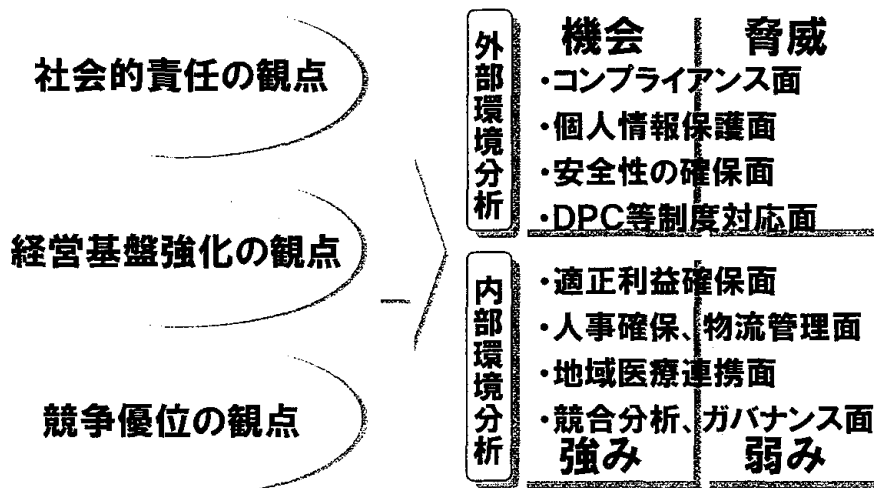 社会的責任の観点
経営基盤強化の観点
競争優位の観点
外部環境分析
機会 脅威
・コンプライアンス面
・個人情報保護面
・安全性の確保面
・DPC等制度対応面
内部環境分析
・適正利益確保面
・人事確保、物流管理面
・地域医療連携面
・競合分析、ガバナンス面
強み 弱み